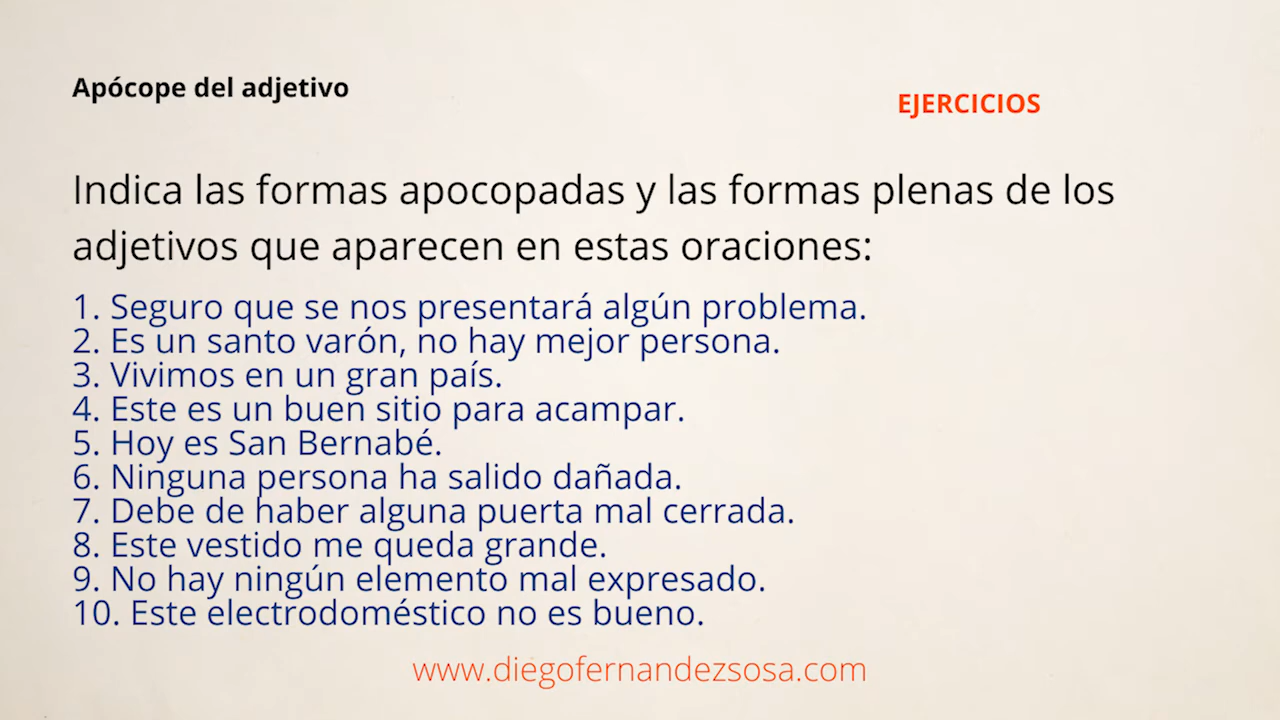 Apócope del adjetivo
EJERCICIOS
Indica las formas apocopadas y las formas plenas de los
adjetivos que aparecen en estas oraciones:
1. Seguro que se nos presentará algún problema.
2. Es un santo varón, no hay mejor persona.
3. Vivimos en un gran país.
4. Este es un buen sitio para acampar.
5. Hoy es San Bernabé.
6. Ninguna persona ha salido dañada.
7. Debe de haber alguna puerta mal cerrada.
8. Este vestido me queda grande.
9. No hay ningún elemento mal expresado.
10. Este electrodoméstico no es bueno.
www.diegofernandezsosa.com